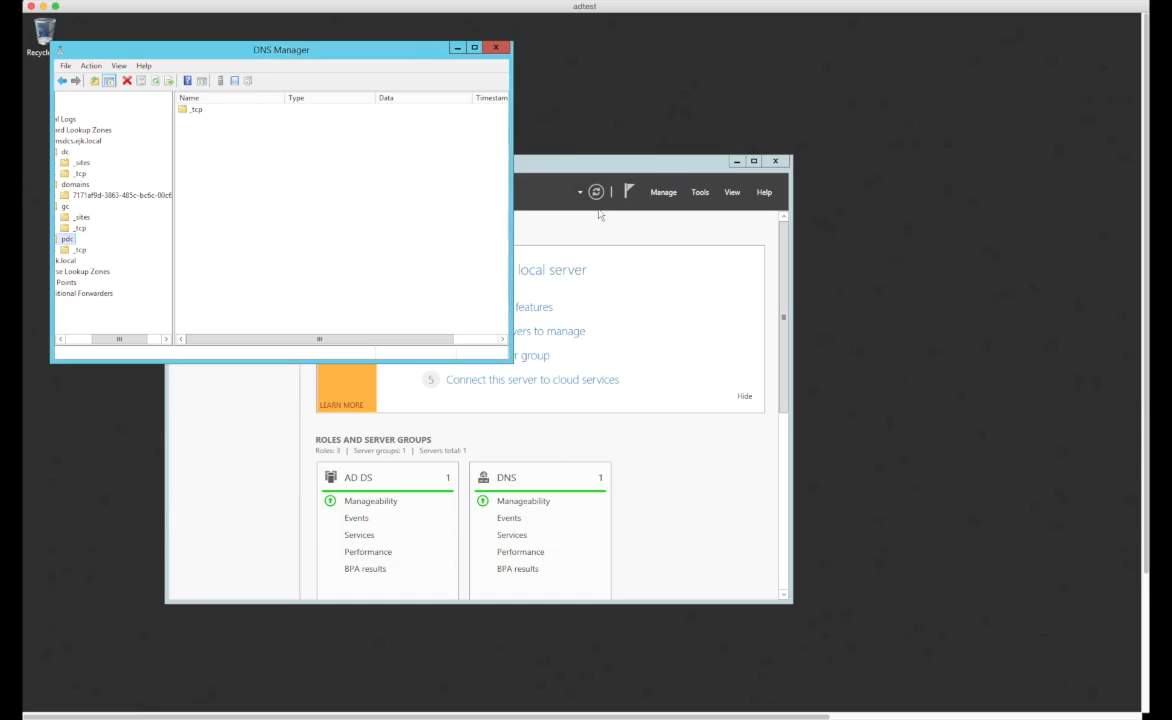 adtest
Recycle
DNS Manager
File Action View Help
Name Type Data Timestam
_tcp
al Logs
ard Lookup Zones
msdcs.ejk.local
dc
_sites
_tcp
domains
7171af9d-3863-485c-bc6c-00c6
gc
_sites
_tcp
pdc
_tcp
jk.local
rse Lookup Zones
Points
ditional Forwarders
Manage Tools View Help
local server
features
vers to manage
r group
5 Connect this server to cloud services
LEARN MORE
Hide
ROLES AND SERVER GROUPS
Roles: 3 | Server groups: 1 | Servers total: 1
AD DS 1
Manageability
Events
Services
Performance
BPA results
DNS 1
Manageability
Events
Services
Performance
BPA results